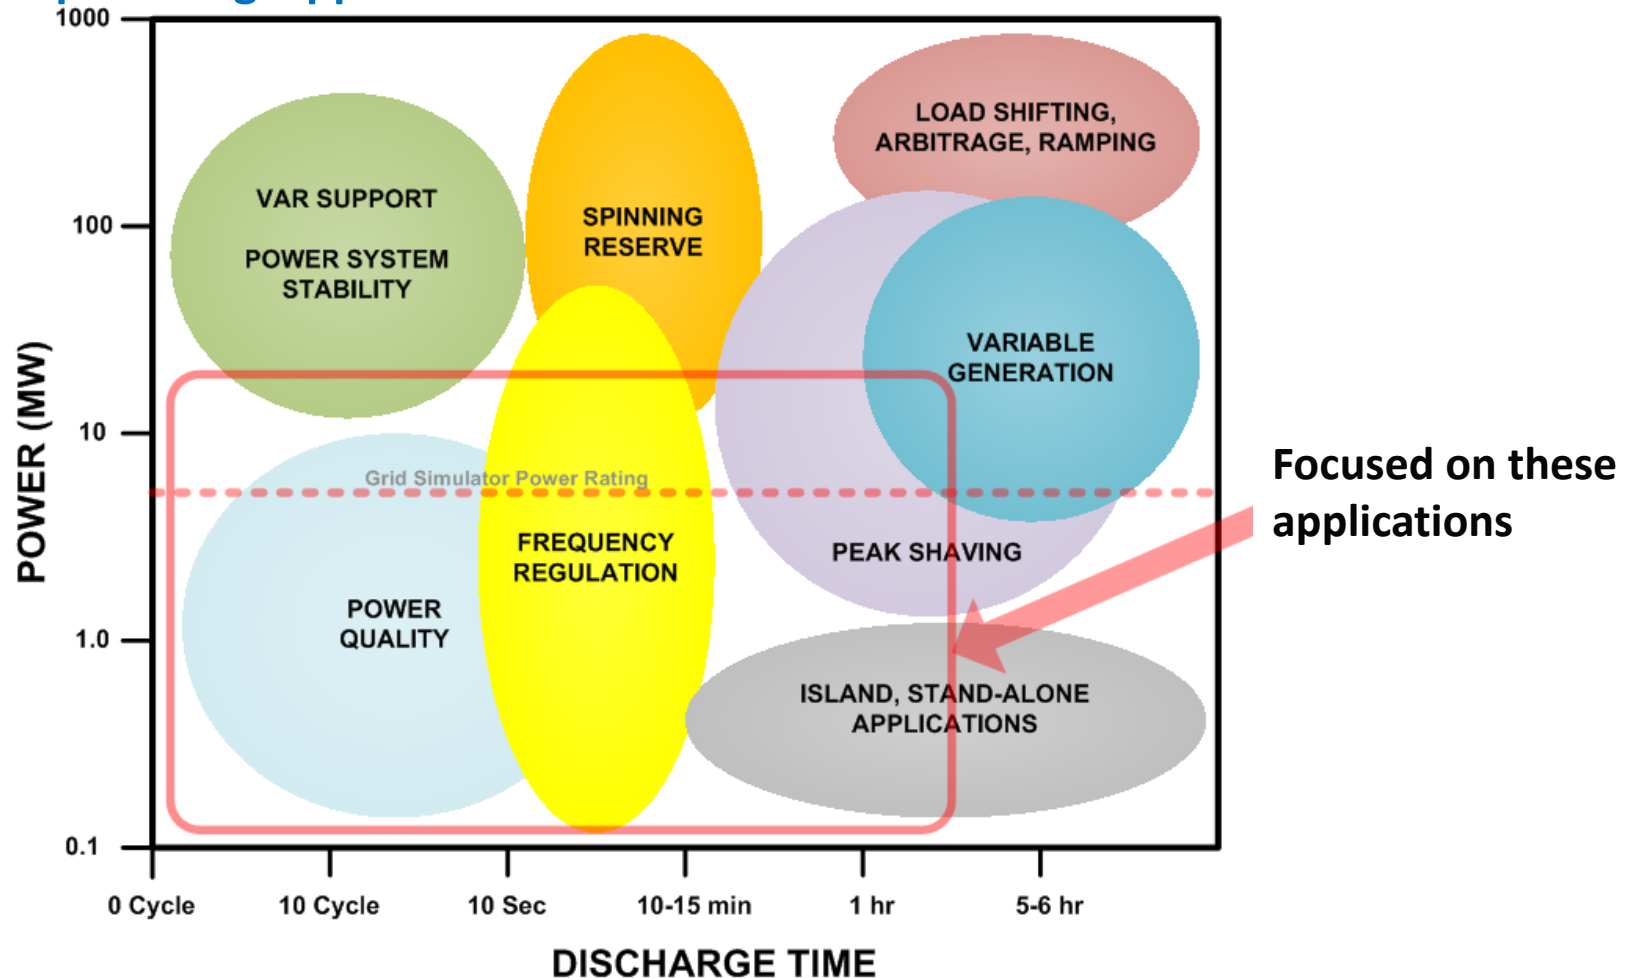 1000
100
10
1.0
0.1
POWER (MW)
VAR SUPPORT
POWER SYSTEM
STABILITY
SPINNING
RESERVE
LOAD SHIFTING,
ARBITRAGE, RAMPING
VARIABLE
GENERATION
Grid Simulator Power Rating
FREQUENCY
REGULATION
PEAK SHAVING
POWER
QUALITY
ISLAND, STAND-ALONE
APPLICATIONS
Focused on these
applications
0 Cycle
10 Cycle
10 Sec
10-15 min
1 hr
5-6 hr
DISCHARGE TIME